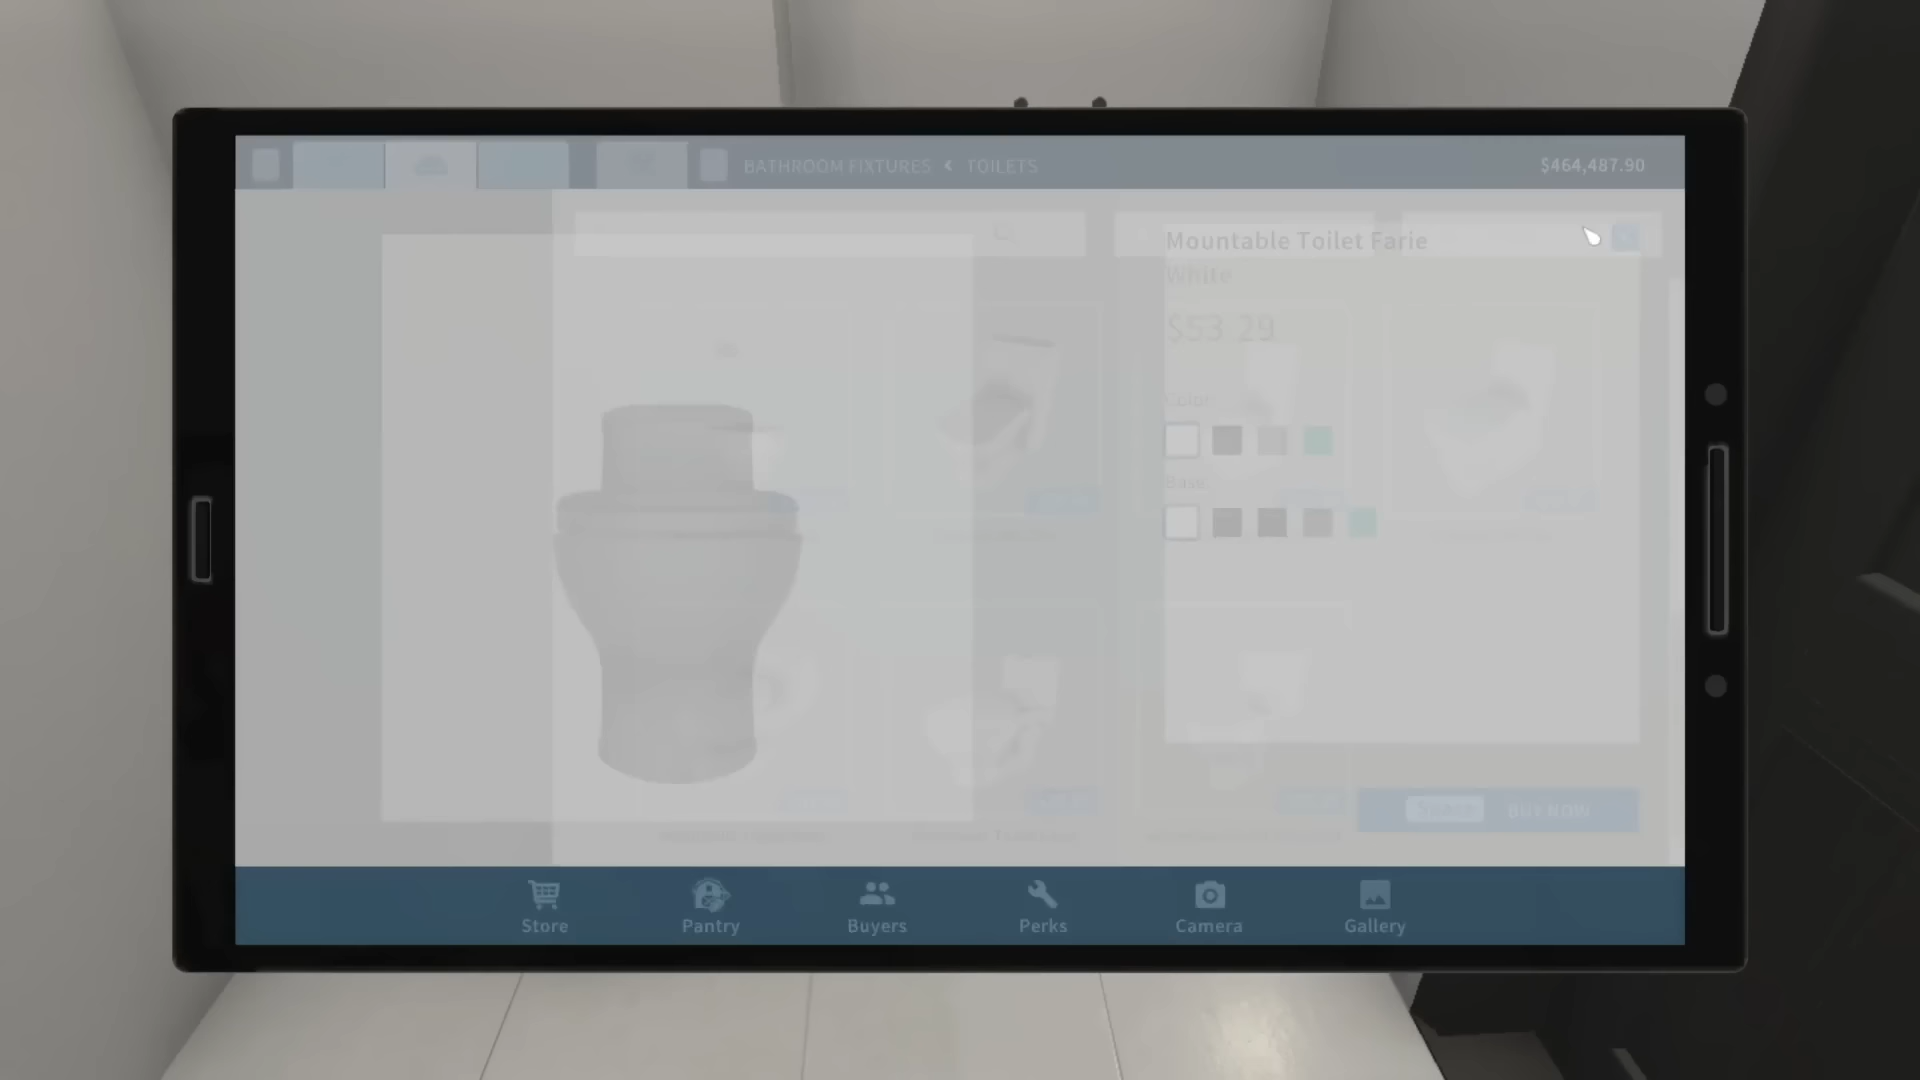 BATHROOM FIXTURES < TOILETS
$464,487.90
Mountable Toilet Farie
White
$53.29
Color:
Base:
BUY NOW
Store
Pantry
Buyers
Perks
Camera
Gallery